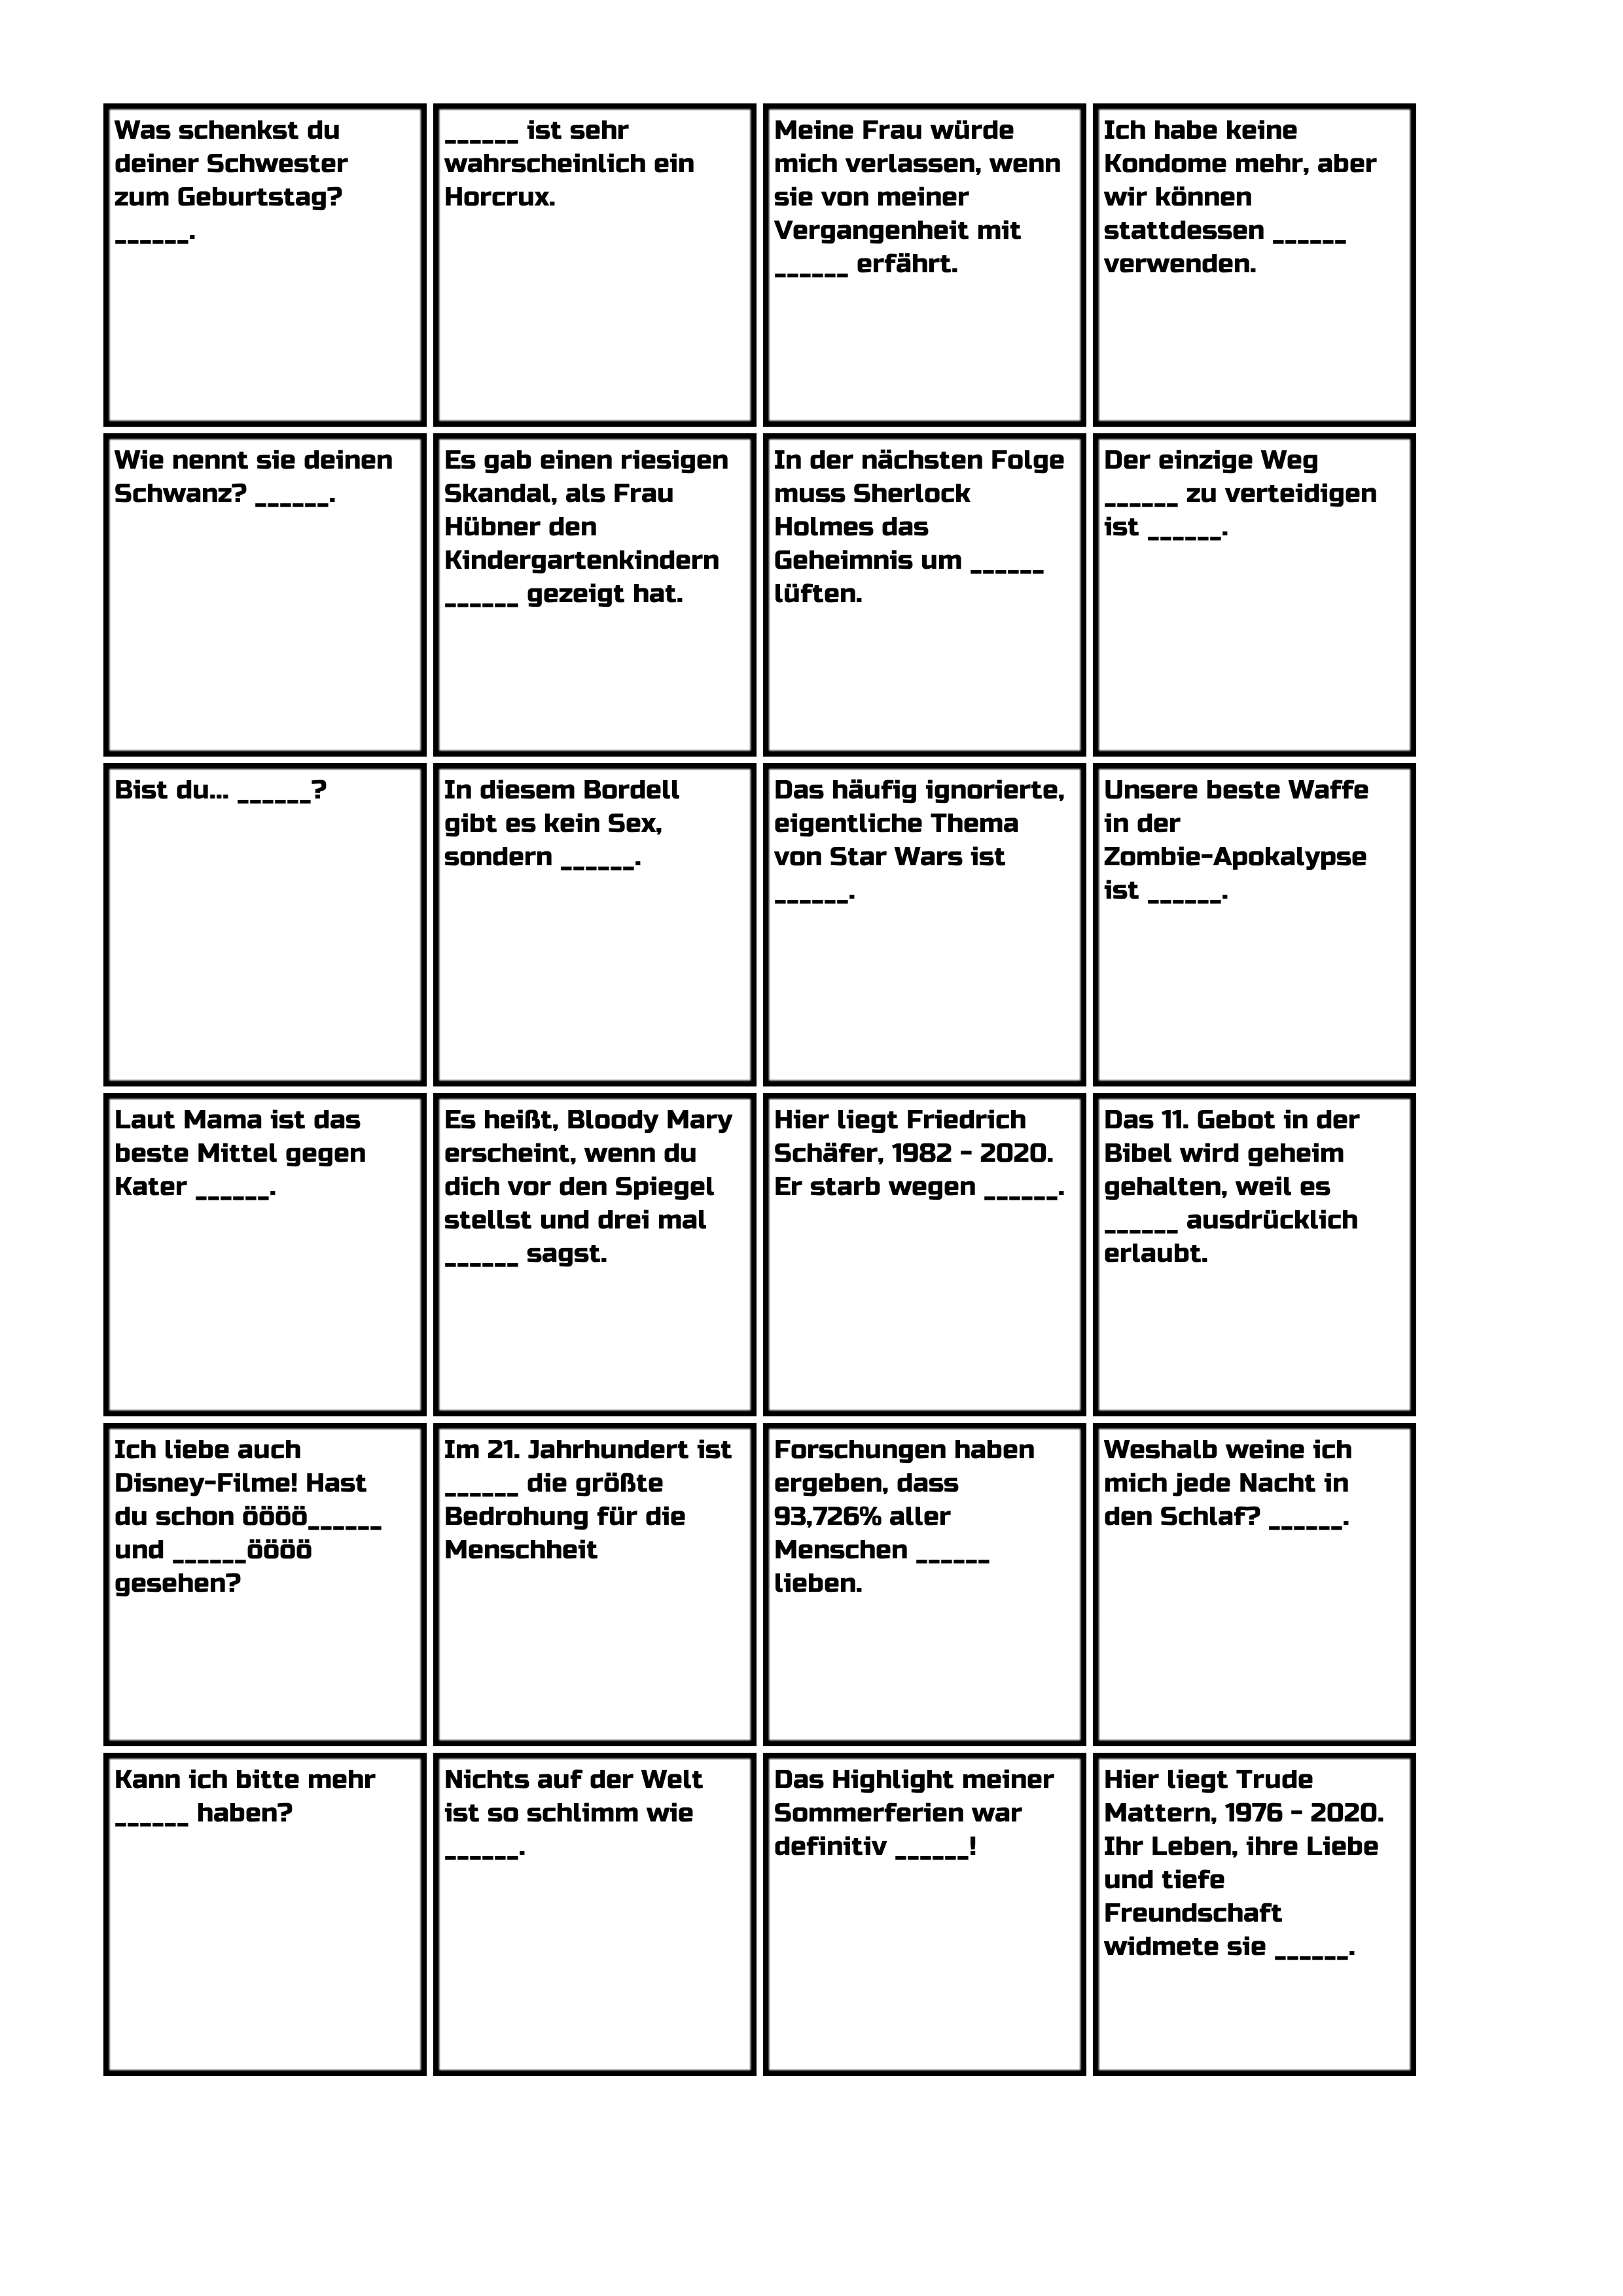 Was schenkst du
deiner Schwester
zum Geburtstag?
______.
______ ist sehr
wahrscheinlich ein
Horcrux.
Meine Frau würde
mich verlassen, wenn
sie von meiner
Vergangenheit mit
______ erfährt.
Ich habe keine
Kondome mehr, aber
wir können
stattdessen ______
verwenden.
Wie nennt sie deinen
Schwanz? ______.
Es gab einen riesigen
Skandal, als Frau
Hübner den
Kindergartenkindern
______ gezeigt hat.
In der nächsten Folge
muss Sherlock
Holmes das
Geheimnis um ______
lüften.
Der einzige Weg
______ zu verteidigen
ist ______.
Bist du... ______?
In diesem Bordell
gibt es kein Sex,
sondern ______.
Das häufig ignorierte,
eigentliche Thema
von Star Wars ist
______.
Unsere beste Waffe
in der
Zombie-Apokalypse
ist ______.
Laut Mama ist das
beste Mittel gegen
Kater ______.
Es heißt, Bloody Mary
erscheint, wenn du
dich vor den Spiegel
stellst und drei mal
______ sagst.
Hier liegt Friedrich
Schäfer, 1982 - 2020.
Er starb wegen ______.
Das 11. Gebot in der
Bibel wird geheim
gehalten, weil es
______ ausdrücklich
erlaubt.
Ich liebe auch
Disney-Filme! Hast
du schon öööö______
und ______öööö
gesehen?
Im 21. Jahrhundert ist
______ die größte
Bedrohung für die
Menschheit
Forschungen haben
ergeben, dass
93,726% aller
Menschen ______
lieben.
Weshalb weine ich
mich jede Nacht in
den Schlaf? ______.
Kann ich bitte mehr
______ haben?
Nichts auf der Welt
ist so schlimm wie
______.
Das Highlight meiner
Sommerferien war
definitiv ______!
Hier liegt Trude
Mattern, 1976 - 2020.
Ihr Leben, ihre Liebe
und tiefe
Freundschaft
widmete sie ______.